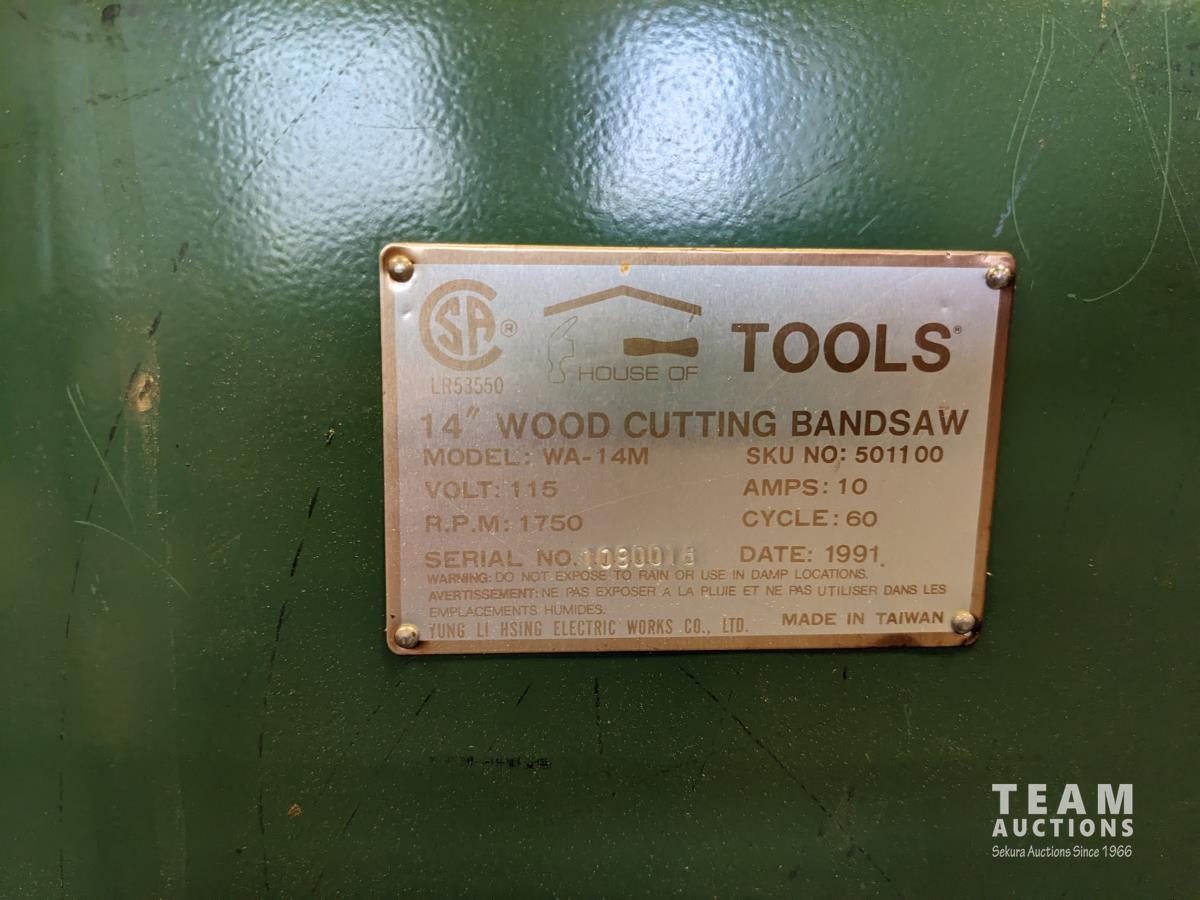 CSA®
LR53550
HOUSE OF TOOLS®
14" WOOD CUTTING BANDSAW
MODEL: WA-14M SKU NO: 501100
VOLT: 115 AMPS: 10
R.P.M: 1750 CYCLE: 60
SERIAL NO. DATE: 1991
WARNING: DO NOT EXPOSE TO RAIN OR USE IN DAMP LOCATIONS.
AVERTISSEMENT: NE PAS EXPOSER A LA PLUIE ET NE PAS UTILISER DANS LES
EMPLACEMENTS HUMIDES.
YUNG LI HSING ELECTRIC WORKS CO., LTD. MADE IN TAIWAN
TEAM
AUCTIONS
Sekura Auctions Since 1966